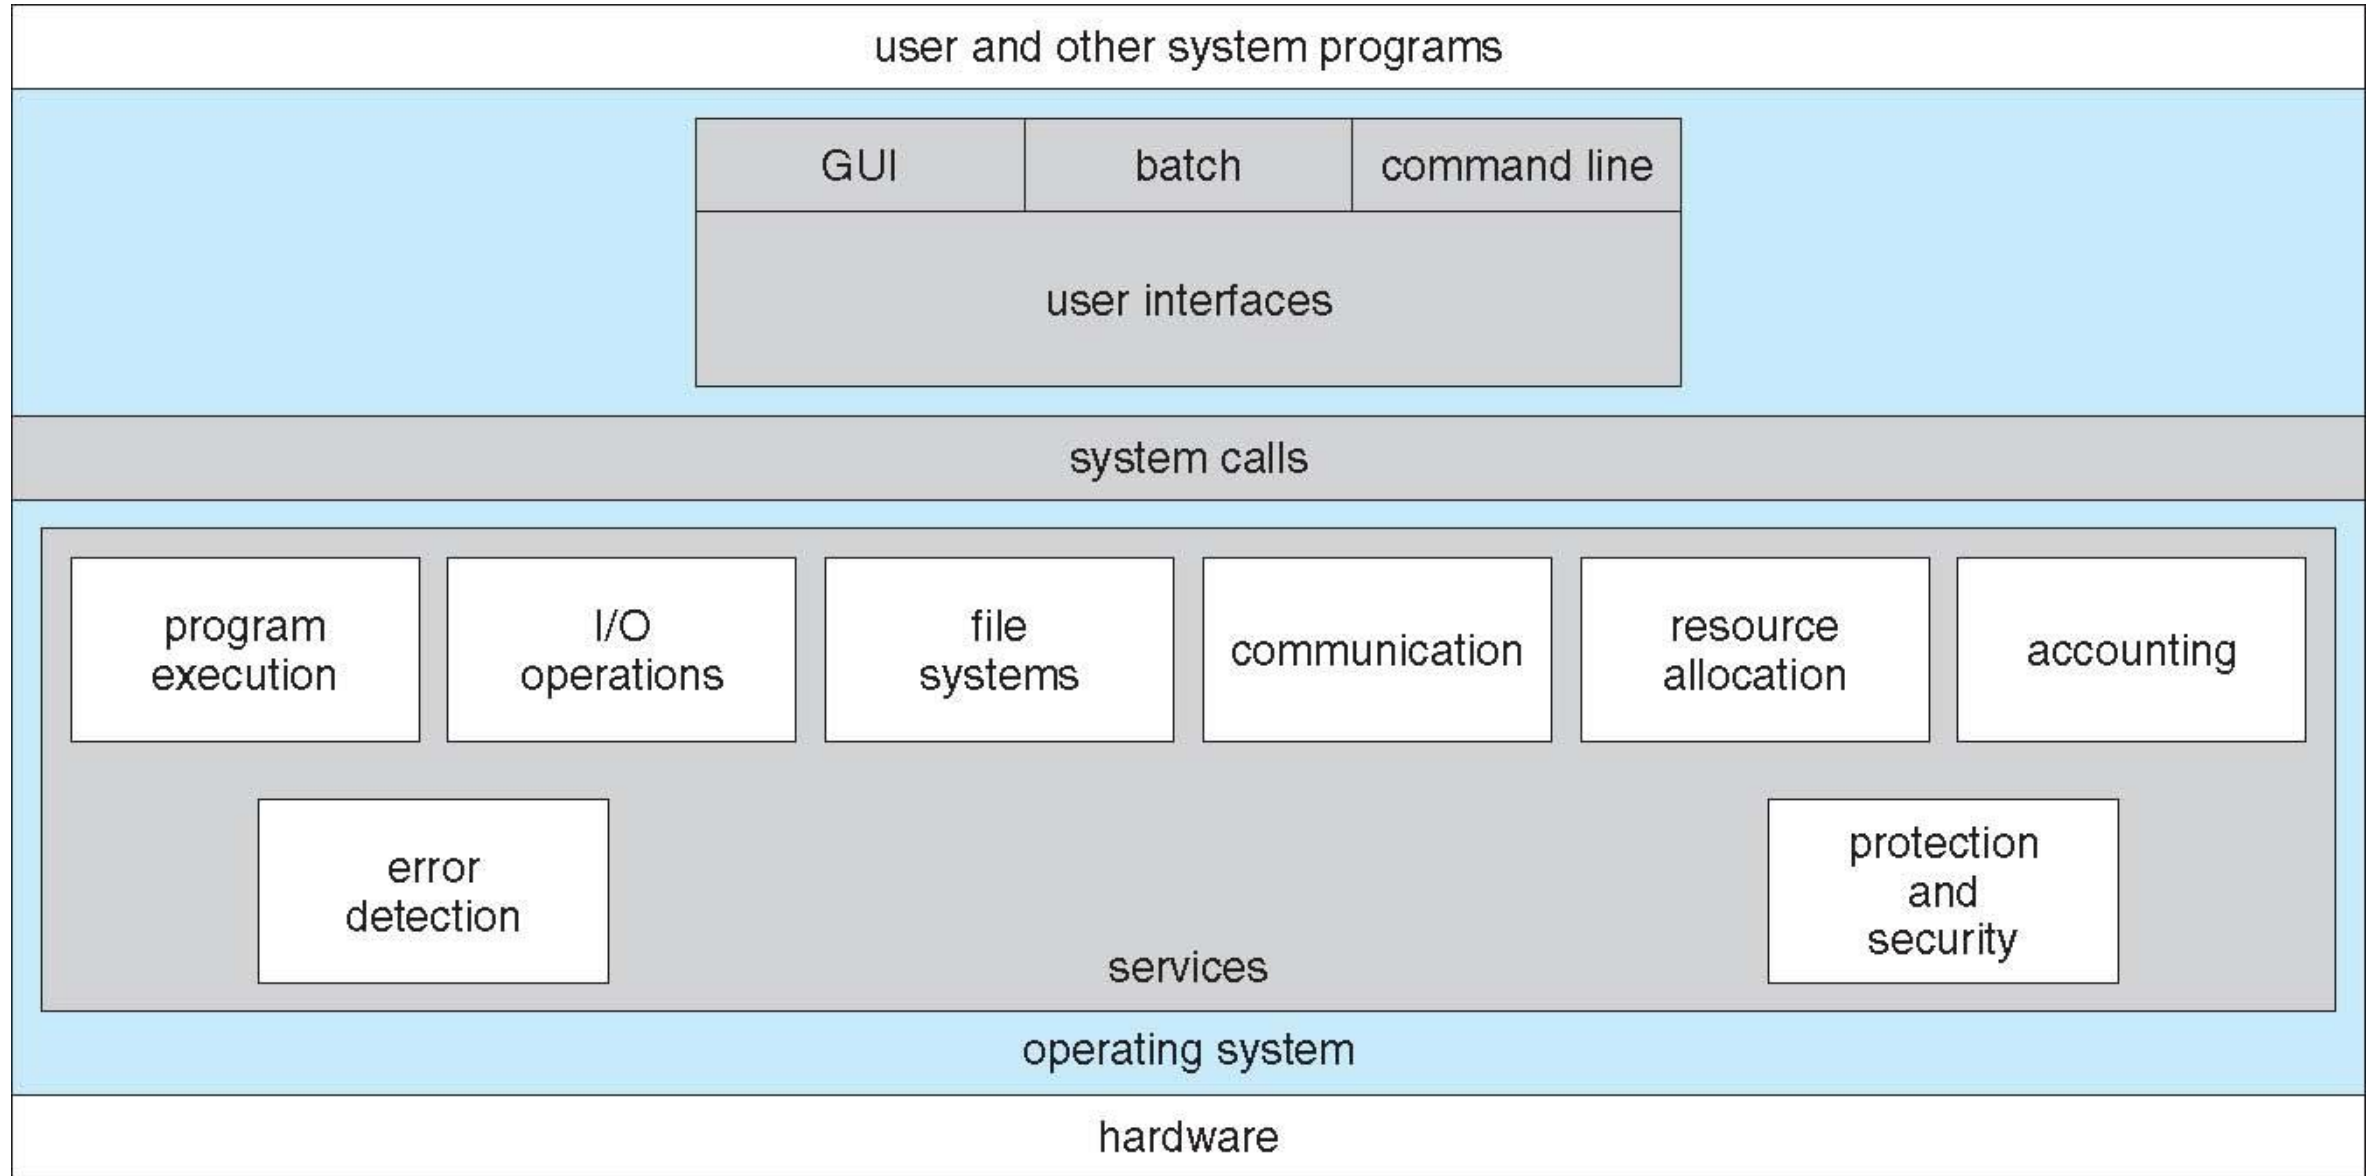 user and other system programs
GUI
batch
command line
user interfaces
system calls
program
execution
I/O
operations
file
systems
communication
resource
allocation
accounting
error
detection
protection
and
security
services
operating system
hardware